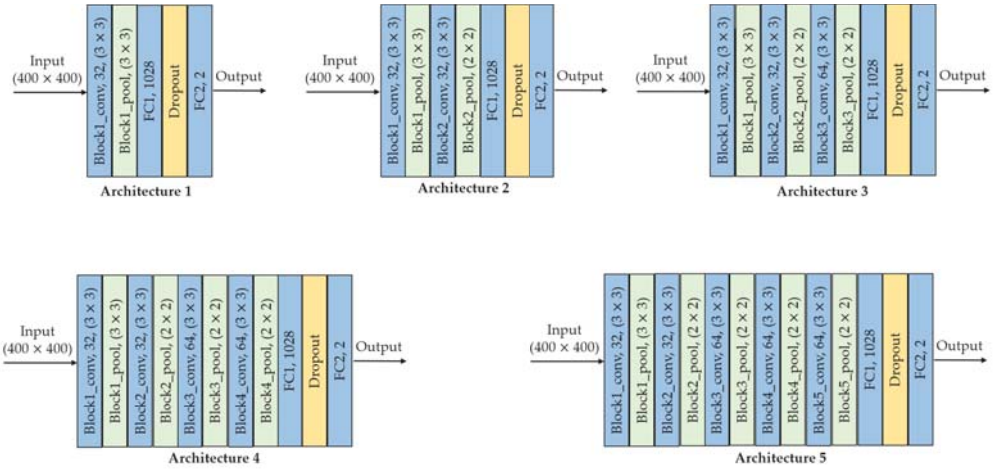 Input
(400 × 400)
Block1_conv, 32, (3 × 3)
Block1_pool, (3 × 3)
FC1, 1028
Dropout
FC2, 2
Output
Architecture 1
Input
(400 × 400)
Block1_conv, 32, (3 × 3)
Block1_pool, (3 × 3)
Block2_conv, 32, (3 × 3)
Block2_pool, (2 × 2)
FC1, 1028
Dropout
FC2, 2
Output
Architecture 2
Input
(400 × 400)
Block1_conv, 32, (3 × 3)
Block1_pool, (3 × 3)
Block2_conv, 32, (3 × 3)
Block2_pool, (2 × 2)
Block3_conv, 64, (3 × 3)
Block3_pool, (2 × 2)
FC1, 1028
Dropout
FC2, 2
Output
Architecture 3
Input
(400 × 400)
Block1_conv, 32, (3 × 3)
Block1_pool, (3 × 3)
Block2_conv, 32, (3 × 3)
Block2_pool, (2 × 2)
Block3_conv, 64, (3 × 3)
Block3_pool, (2 × 2)
Block4_conv, 64, (3 × 3)
Block4_pool, (2 × 2)
FC1, 1028
Dropout
FC2, 2
Output
Architecture 4
Input
(400 × 400)
Block1_conv, 32, (3 × 3)
Block1_pool, (3 × 3)
Block2_conv, 32, (3 × 3)
Block2_pool, (2 × 2)
Block3_conv, 64, (3 × 3)
Block3_pool, (2 × 2)
Block4_conv, 64, (3 × 3)
Block4_pool, (2 × 2)
Block5_conv, 64, (3 × 3)
Block5_pool, (2 × 2)
FC1, 1028
Dropout
FC2, 2
Output
Architecture 5